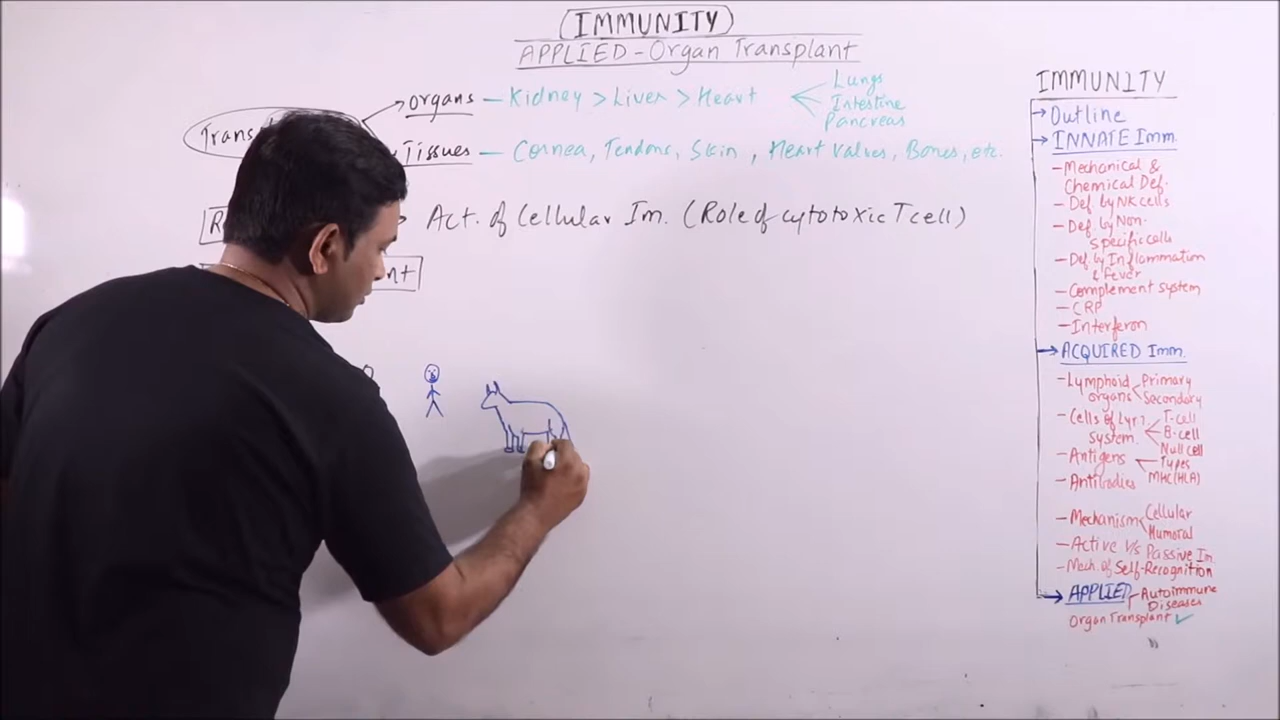 IMMUNITY
APPLIED - Organ Transplant
organs - Kidney > Liver > Heart
Lungs
Intestine
Pancreas
Tissues - Cornea, Tendons, Skin, Heart valves, Bones, etc.
Act. of Cellular Im. (Role of cytotoxic T cell)
IMMUNITY
Outline
INNATE Imm.
- Mechanical &
Chemical Def.
- Def. by NK cells
- Def. by Non-
specific cells
- Def. by Inflammation
& fever
- Complement system
- CRP
- Interferon
ACQUIRED Imm.
- Lymphoid organs Primary
Secondary
- Cells of Lym system T-cell
B-cell
Null cell
- Antigens Types
MHC (HLA)
- Antibodies
- Mechanism Cellular
Humoral
- Active V/s Passive Im.
- Mech. of Self-Recognition
APPLIED Autoimmune
Diseases
Organ Transplant ✓